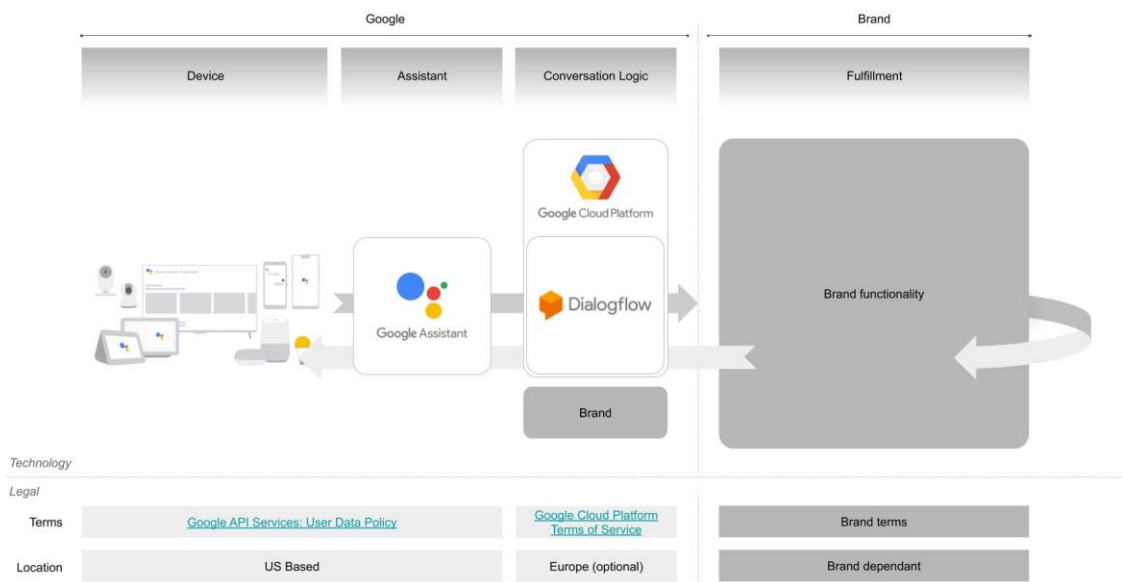 Google
Brand
Device
Assistant
Conversation Logic
Fulfillment
Google Cloud Platform
Google Assistant
Dialogflow
Brand functionality
Brand
Technology
Legal
Terms
Google API Services: User Data Policy
Google Cloud Platform
Terms of Service
Brand terms
Location
US Based
Europe (optional)
Brand dependant